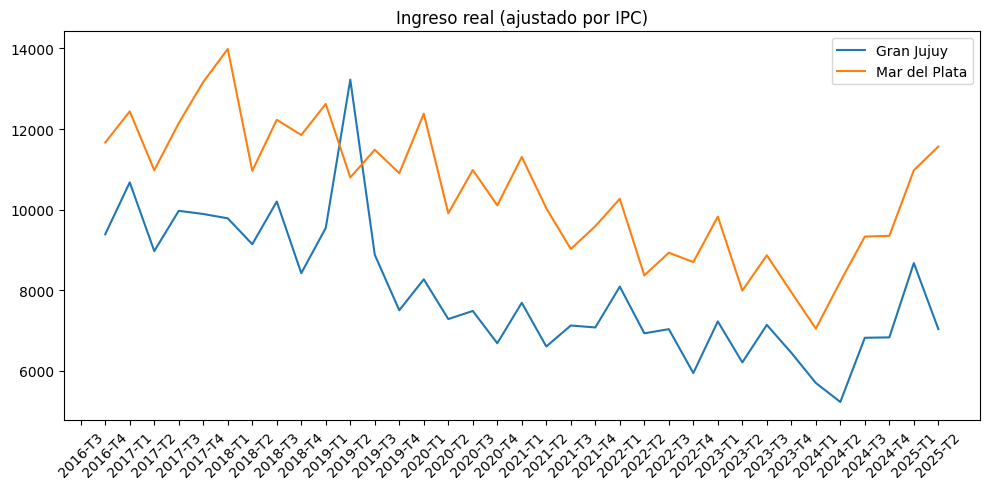 Ingreso real (ajustado por IPC)
Gran Jujuy
Mar del Plata
14000
12000
10000
8000
6000
2016-T3
2016-T4
2017-T1
2017-T2
2017-T3
2017-T4
2018-T1
2018-T2
2018-T3
2018-T4
2019-T1
2019-T2
2019-T3
2019-T4
2020-T1
2020-T2
2020-T3
2020-T4
2021-T1
2021-T2
2021-T3
2021-T4
2022-T1
2022-T2
2022-T3
2022-T4
2023-T1
2023-T2
2023-T3
2023-T4
2024-T1
2024-T2
2024-T3
2024-T4
2025-T1
2025-T2